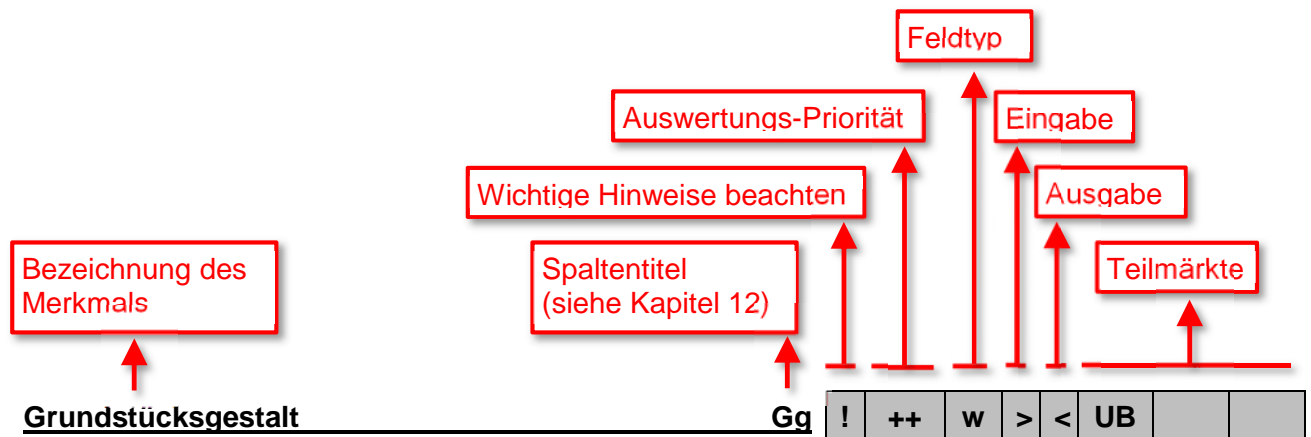 Feldtyp
Auswertungs-Priorität
Eingabe
Wichtige Hinweise beachten
Ausgabe
Bezeichnung des
Merkmals
Spaltentitel
(siehe Kapitel 12)
Teilmärkte
Grundstücksgestalt Gg ! ++ w > < UB